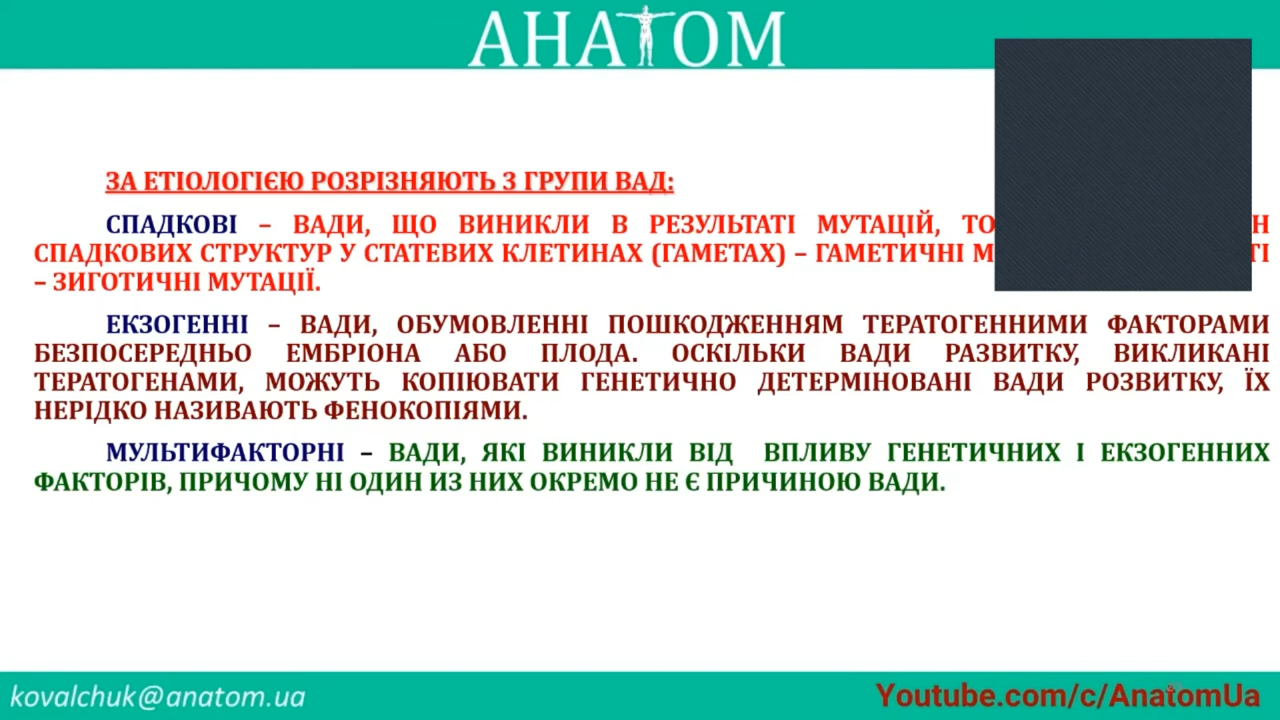 АНАТОМ
ЗА ЕТІОЛОГІЄЮ РОЗРІЗНЯЮТЬ 3 ГРУПИ ВАД:
СПАДКОВІ – ВАДИ, ЩО ВИНИКЛИ В РЕЗУЛЬТАТІ МУТАЦІЙ,
СПАДКОВИХ СТРУКТУР У СТАТЕВИХ КЛЕТИНАХ (ГАМЕТАХ) – ГАМЕТИЧНІ
– ЗИГОТИЧНІ МУТАЦІЇ.
ЕКЗОГЕННІ – ВАДИ, ОБУМОВЛЕННІ ПОШКОДЖЕННЯМ ТЕРАТОГЕННИМИ ФАКТОРАМИ
БЕЗПОСЕРЕДНЬО ЕМБРІОНА АБО ПЛОДА. ОСКІЛЬКИ ВАДИ РАЗВИТКУ, ВИКЛИКАНІ
ТЕРАТОГЕНАМИ, МОЖУТЬ КОПІЮВАТИ ГЕНЕТИЧНО ДЕТЕРМІНОВАНІ ВАДИ РОЗВИТКУ, ЇХ
НЕРІДКО НАЗИВАЮТЬ ФЕНОКОПІЯМИ.
МУЛЬТИФАКТОРНІ – ВАДИ, ЯКІ ВИНИКЛИ ВІД ВПЛИВУ ГЕНЕТИЧНИХ І ЕКЗОГЕННИХ
ФАКТОРІВ, ПРИЧОМУ НІ ОДИН ИЗ НИХ ОКРЕМО НЕ Є ПРИЧИНОЮ ВАДИ.
kovalchuk@anatom.ua
Youtube.com/c/AnatomUa